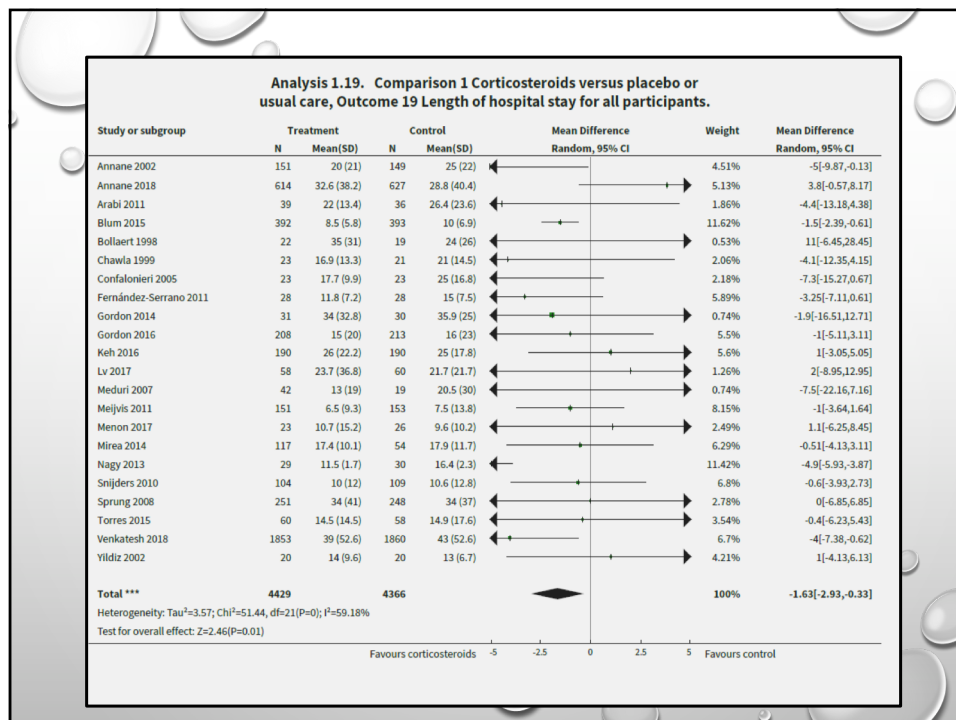 Analysis 1.19. Comparison 1 Corticosteroids versus placebo or
usual care, Outcome 19 Length of hospital stay for all participants.
Study or subgroup Treatment Control Mean Difference Weight Mean Difference
N Mean(SD) N Mean(SD) Random, 95% CI Random, 95% CI
Annane 2002 151 20 (21) 149 25 (22) 4.51% -5[-9.87,-0.13]
Annane 2018 614 32.6 (38.2) 627 28.8 (40.4) 5.13% 3.8[-0.57,8.17]
Arabi 2011 39 22 (13.4) 36 26.4 (23.6) 1.86% -4.4[-13.18,4.38]
Blum 2015 392 8.5 (5.8) 393 10 (6.9) 11.62% -1.5[-2.39,-0.61]
Bollaert 1998 22 35 (31) 19 24 (26) 0.53% 11[-6.45,28.45]
Chawla 1999 23 16.9 (13.3) 21 21 (14.5) 2.06% -4.1[-12.35,4.15]
Confalonieri 2005 23 17.7 (9.9) 23 25 (16.8) 2.18% -7.3[-15.27,0.67]
Fernández-Serrano 2011 28 11.8 (7.2) 28 15 (7.5) 5.89% -3.25[-7.11,0.61]
Gordon 2014 31 34 (32.8) 30 35.9 (25) 0.74% -1.9[-16.51,12.71]
Gordon 2016 208 15 (20) 213 16 (23) 5.5% -1[-5.11,3.11]
Keh 2016 190 26 (22.2) 190 25 (17.8) 5.6% 1[-3.05,5.05]
Lv 2017 58 23.7 (36.8) 60 21.7 (21.7) 1.26% 2[-8.95,12.95]
Meduri 2007 42 13 (19) 19 20.5 (30) 0.74% -7.5[-22.16,7.16]
Meijvis 2011 151 6.5 (9.3) 153 7.5 (13.8) 8.15% -1[-3.64,1.64]
Menon 2017 23 10.7 (15.2) 26 9.6 (10.2) 2.49% 1.1[-6.25,8.45]
Mirea 2014 117 17.4 (10.1) 54 17.9 (11.7) 6.29% -0.51[-4.13,3.11]
Nagy 2013 29 11.5 (1.7) 30 16.4 (2.3) 11.42% -4.9[-5.93,-3.87]
Snijders 2010 104 10 (12) 109 10.6 (12.8) 6.8% -0.6[-3.93,2.73]
Sprung 2008 251 34 (41) 248 34 (37) 2.78% 0[-6.85,6.85]
Torres 2015 60 14.5 (14.5) 58 14.9 (17.6) 3.54% -0.4[-6.23,5.43]
Venkatesh 2018 1853 39 (52.6) 1860 43 (52.6) 6.7% -4[-7.38,-0.62]
Yildiz 2002 20 14 (9.6) 20 13 (6.7) 4.21% 1[-4.13,6.13]
Total *** 4429 4366 100% -1.63[-2.93,-0.33]
Heterogeneity: Tau²=3.57; Chi²=51.44, df=21(P=0); I²=59.18%
Test for overall effect: Z=2.46(P=0.01)
Favours corticosteroids -5 -2.5 0 2.5 5 Favours control